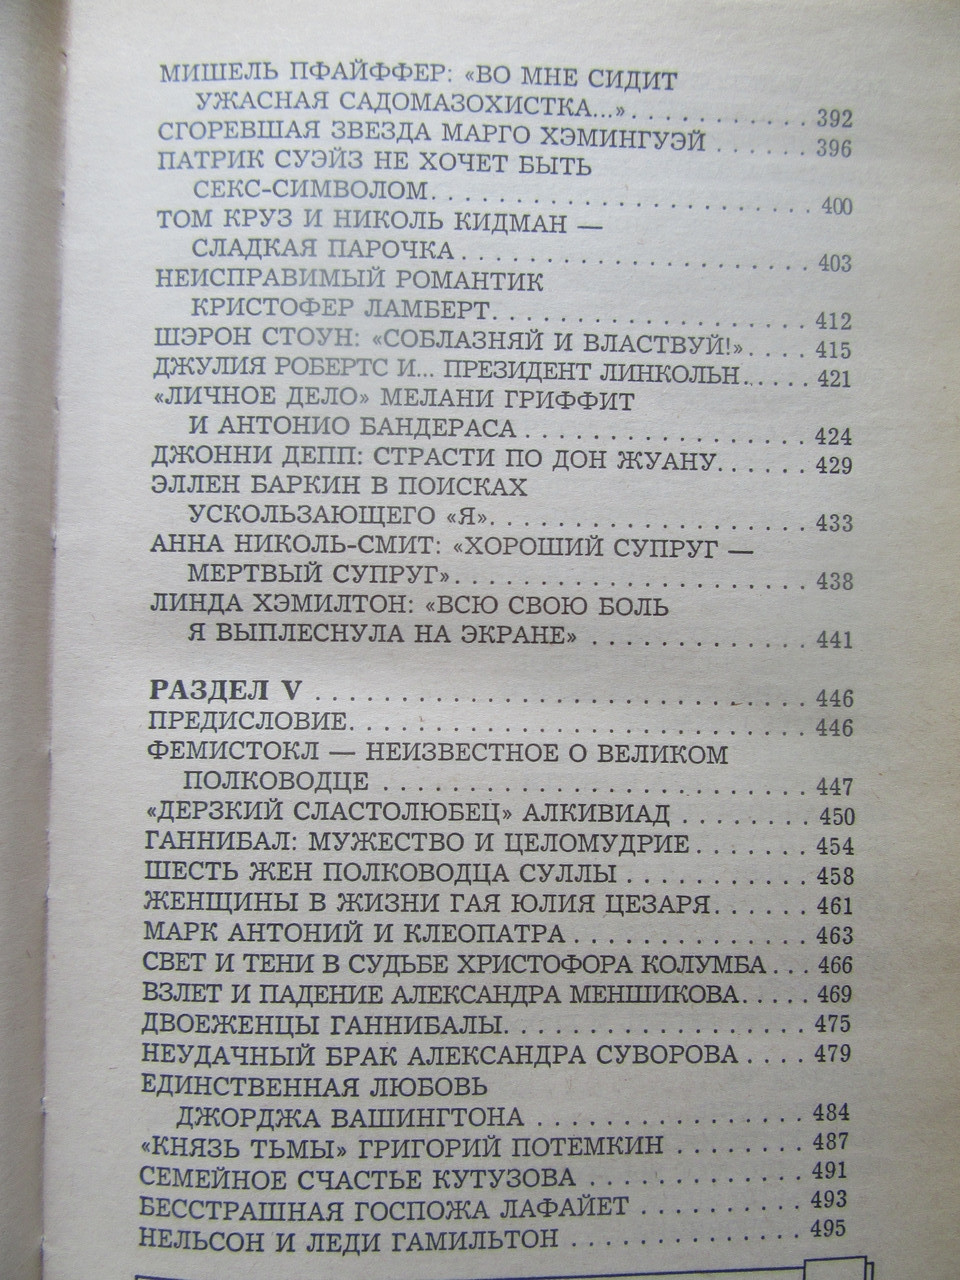 МИШЕЛЬ ПФАЙФФЕР: «ВО МНЕ СИДИТ
УЖАСНАЯ САДОМАЗОХИСТКА...» . . . . . . . . . . . 392
СГОРЕВШАЯ ЗВЕЗДА МАРГО ХЭМИНГУЭЙ . . . . . . 396
ПАТРИК СУЭЙЗ НЕ ХОЧЕТ БЫТЬ
СЕКС-СИМВОЛОМ. . . . . . . . . . . . . . . . . . . . . . . 400
ТОМ КРУЗ И НИКОЛЬ КИДМАН —
СЛАДКАЯ ПАРОЧКА . . . . . . . . . . . . . . . . . . . . . 403
НЕИСПРАВИМЫЙ РОМАНТИК
КРИСТОФЕР ЛАМБЕРТ. . . . . . . . . . . . . . . . . . . 412
ШЭРОН СТОУН: «СОБЛАЗНЯЙ И ВЛАСТВУЙ!». . . . 415
ДЖУЛИЯ РОБЕРТС И... ПРЕЗИДЕНТ ЛИНКОЛЬН. . . . . 421
«ЛИЧНОЕ ДЕЛО» МЕЛАНИ ГРИФФИТ
И АНТОНИО БАНДЕРАСА . . . . . . . . . . . . . . . . . 424
ДЖОННИ ДЕПП: СТРАСТИ ПО ДОН ЖУАНУ. . . . . . 429
ЭЛЛЕН БАРКИН В ПОИСКАХ
УСКОЛЬЗАЮЩЕГО «Я». . . . . . . . . . . . . . . . . . . 433
АННА НИКОЛЬ-СМИТ: «ХОРОШИЙ СУПРУГ —
МЕРТВЫЙ СУПРУГ». . . . . . . . . . . . . . . . . . . . . 438
ЛИНДА ХЭМИЛТОН: «ВСЮ СВОЮ БОЛЬ
Я ВЫПЛЕСНУЛА НА ЭКРАНЕ» . . . . . . . . . . . . . 441
РАЗДЕЛ V . . . . . . . . . . . . . . . . . . . . . . . . . . . . 446
ПРЕДИСЛОВИЕ. . . . . . . . . . . . . . . . . . . . . . . . . . 446
ФЕМИСТОКЛ — НЕИЗВЕСТНОЕ О ВЕЛИКОМ
ПОЛКОВОДЦЕ . . . . . . . . . . . . . . . . . . . . . . . . 447
«ДЕРЗКИЙ СЛАСТОЛЮБЕЦ» АЛКИВИАД . . . . . . . . 450
ГАННИБАЛ: МУЖЕСТВО И ЦЕЛОМУДРИЕ . . . . . . . 454
ШЕСТЬ ЖЕН ПОЛКОВОДЦА СУЛЛЫ . . . . . . . . . . . 458
ЖЕНЩИНЫ В ЖИЗНИ ГАЯ ЮЛИЯ ЦЕЗАРЯ. . . . . . 461
МАРК АНТОНИЙ И КЛЕОПАТРА . . . . . . . . . . . . . . 463
СВЕТ И ТЕНИ В СУДЬБЕ ХРИСТОФОРА КОЛУМБА . . . 466
ВЗЛЕТ И ПАДЕНИЕ АЛЕКСАНДРА МЕНШИКОВА. . . . . 469
ДВОЕЖЕНЦЫ ГАННИБАЛЫ. . . . . . . . . . . . . . . . . . 475
НЕУДАЧНЫЙ БРАК АЛЕКСАНДРА СУВОРОВА . . . . 479
ЕДИНСТВЕННАЯ ЛЮБОВЬ
ДЖОРДЖА ВАШИНГТОНА . . . . . . . . . . . . . . . . 484
«КНЯЗЬ ТЬМЫ» ГРИГОРИЙ ПОТЕМКИН . . . . . . . . 487
СЕМЕЙНОЕ СЧАСТЬЕ КУТУЗОВА . . . . . . . . . . . . . 491
БЕССТРАШНАЯ ГОСПОЖА ЛАФАЙЕТ . . . . . . . . . . 493
НЕЛЬСОН И ЛЕДИ ГАМИЛЬТОН . . . . . . . . . . . . . . 495